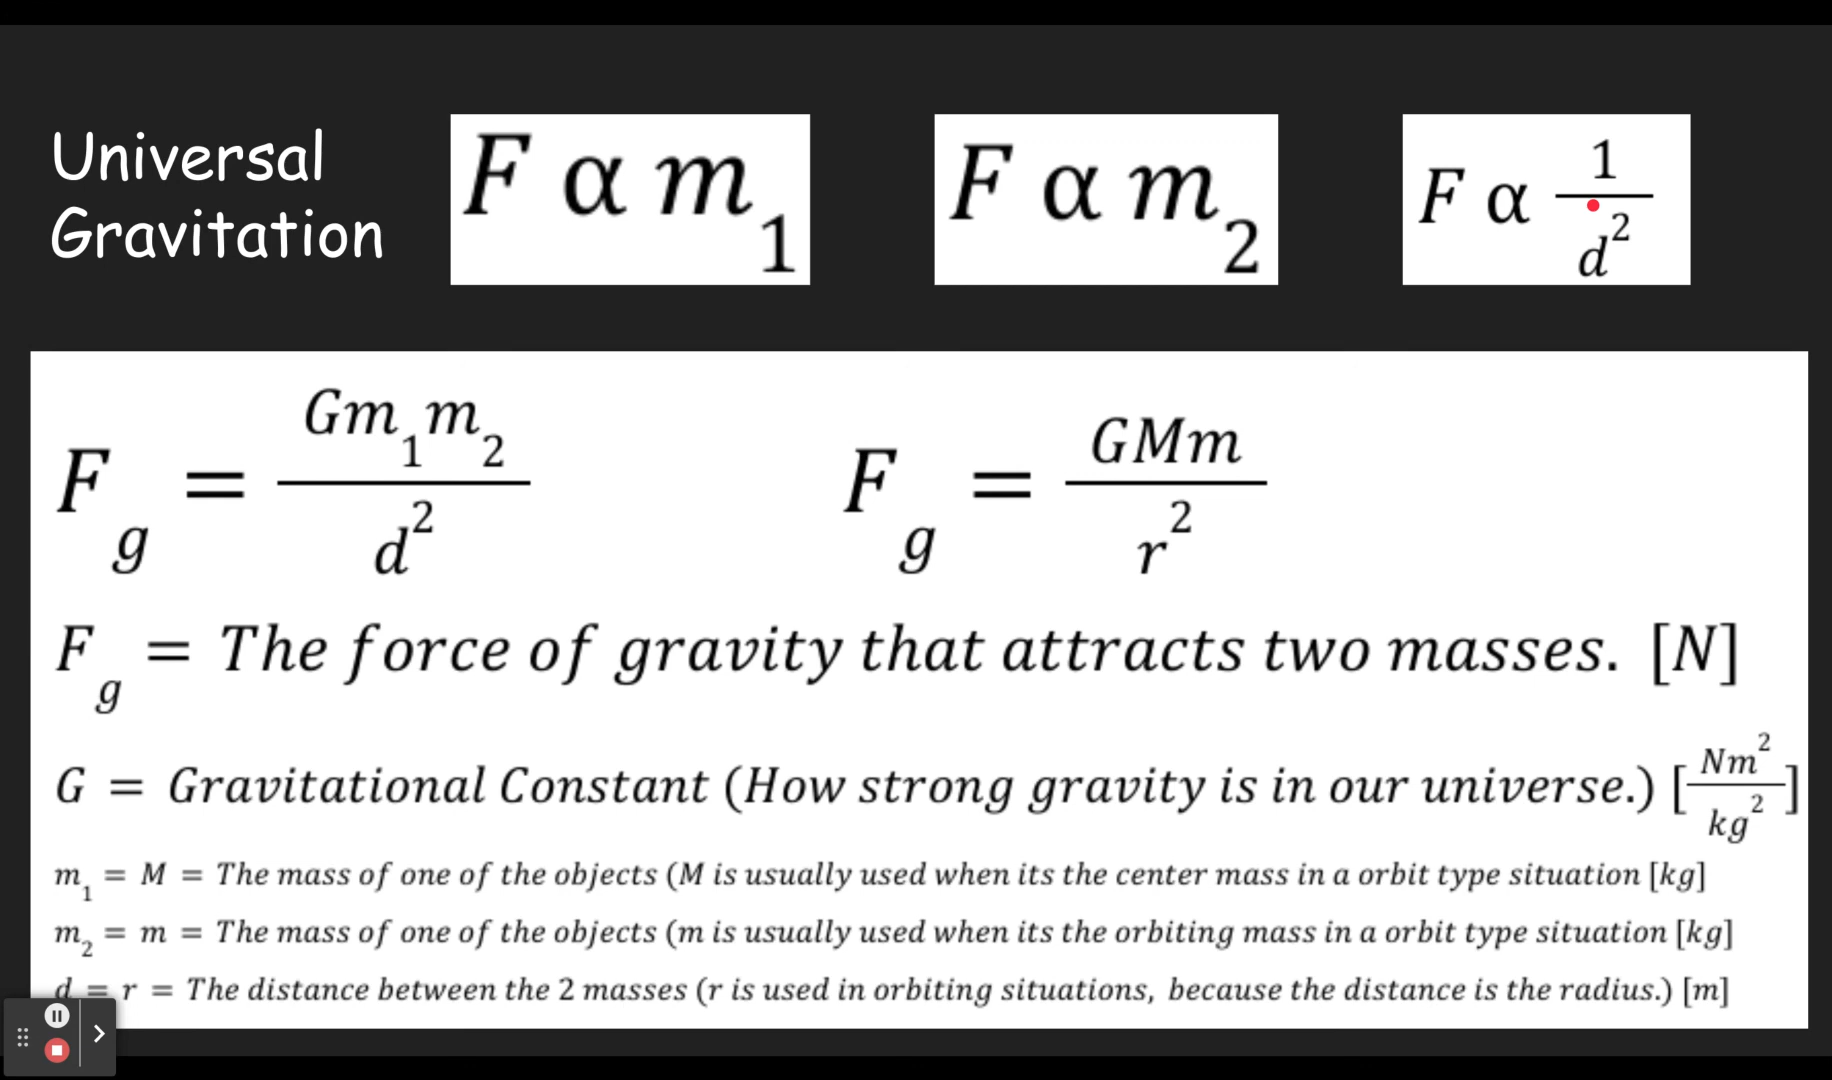 Universal
Gravitation
F α m₁
F α m₂
F α 1/d²
F_g = Gm₁m₂/d²
F_g = GMm/r²
F_g = The force of gravity that attracts two masses. [N]
G = Gravitational Constant (How strong gravity is in our universe.) [Nm²/kg²]
m₁ = M = The mass of one of the objects (M is usually used when its the center mass in a orbit type situation [kg]
m₂ = m = The mass of one of the objects (m is usually used when its the orbiting mass in a orbit type situation [kg]
d = r = The distance between the 2 masses (r is used in orbiting situations, because the distance is the radius.) [m]